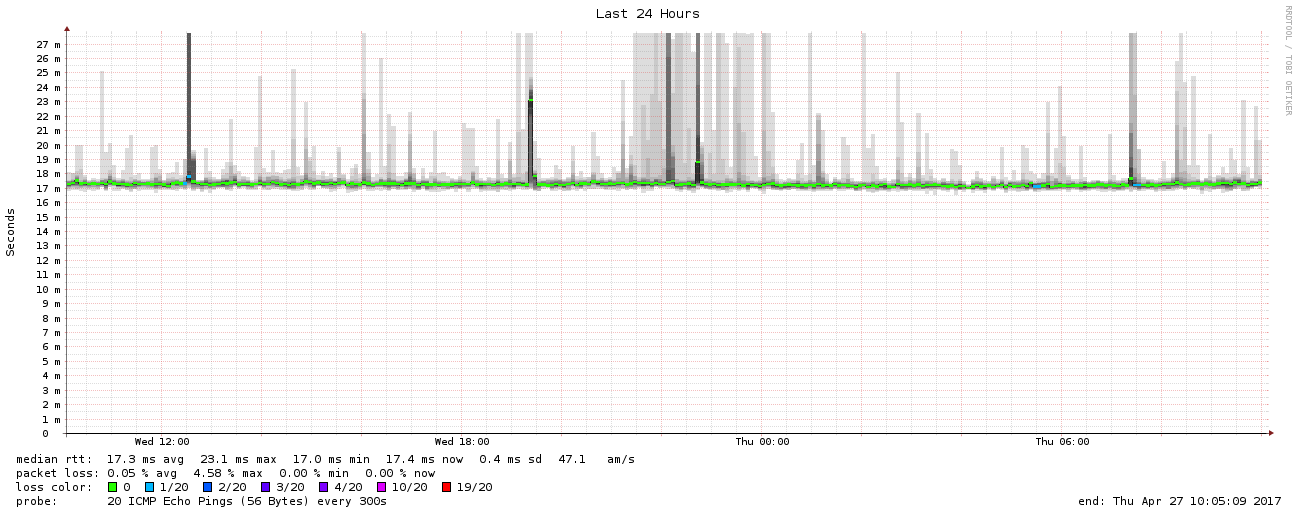 Last 24 Hours
RRDTOOL / TOBI OETIKER
Seconds
27 m
26 m
25 m
24 m
23 m
22 m
21 m
20 m
19 m
18 m
17 m
16 m
15 m
14 m
13 m
12 m
11 m
10 m
9 m
8 m
7 m
6 m
5 m
4 m
3 m
2 m
1 m
0
Wed 12:00 Wed 18:00 Thu 00:00 Thu 06:00
median rtt: 17.3 ms avg 23.1 ms max 17.0 ms min 17.4 ms now 0.4 ms sd 47.1 am/s
packet loss: 0.05 % avg 4.58 % max 0.00 % min 0.00 % now
loss color: 0 1/20 2/20 3/20 4/20 10/20 19/20
probe: 20 ICMP Echo Pings (56 Bytes) every 300s end: Thu Apr 27 10:05:09 2017